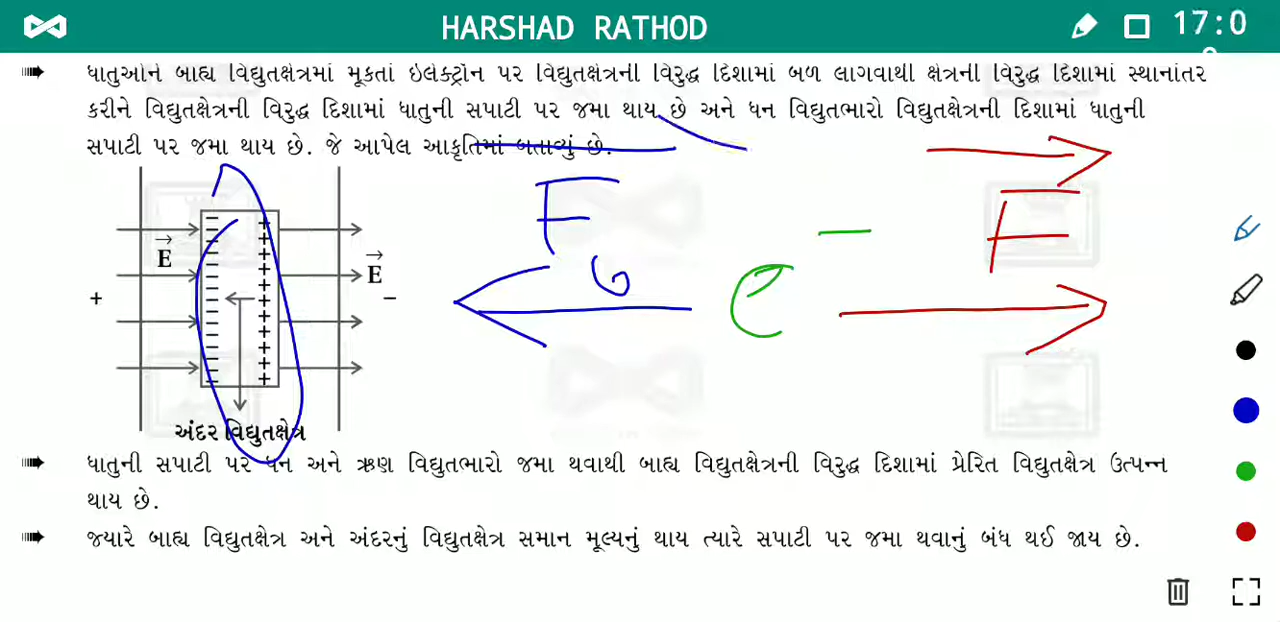 HARSHAD RATHOD
17:0
ધાતુઓને બાહ્ય વિદ્યુતક્ષેત્રમાં મૂકતાં ઇલેક્ટ્રૉન પર વિદ્યુતક્ષેત્રની વિરુદ્ધ દિશામાં બળ લાગવાથી ક્ષેત્રની વિરુદ્ધ દિશામાં સ્થાનાંતર
કરીને વિદ્યુતક્ષેત્રની વિરુદ્ધ દિશામાં ધાતુની સપાટી પર જમા થાય છે અને ધન વિદ્યુતભારો વિદ્યુતક્ષેત્રની દિશામાં ધાતુની
સપાટી પર જમા થાય છે. જે આપેલ આકૃતિમાં બતાવ્યું છે.
F E
E E
+ −
e −
અંદર વિદ્યુતક્ષેત્ર
ધાતુની સપાટી પર ધન અને ઋણ વિદ્યુતભારો જમા થવાથી બાહ્ય વિદ્યુતક્ષેત્રની વિરુદ્ધ દિશામાં પ્રેરિત વિદ્યુતક્ષેત્ર ઉત્પન્ન
થાય છે.
જ્યારે બાહ્ય વિદ્યુતક્ષેત્ર અને અંદરનું વિદ્યુતક્ષેત્ર સમાન મૂલ્યનું થાય ત્યારે સપાટી પર જમા થવાનું બંધ થઈ જાય છે.